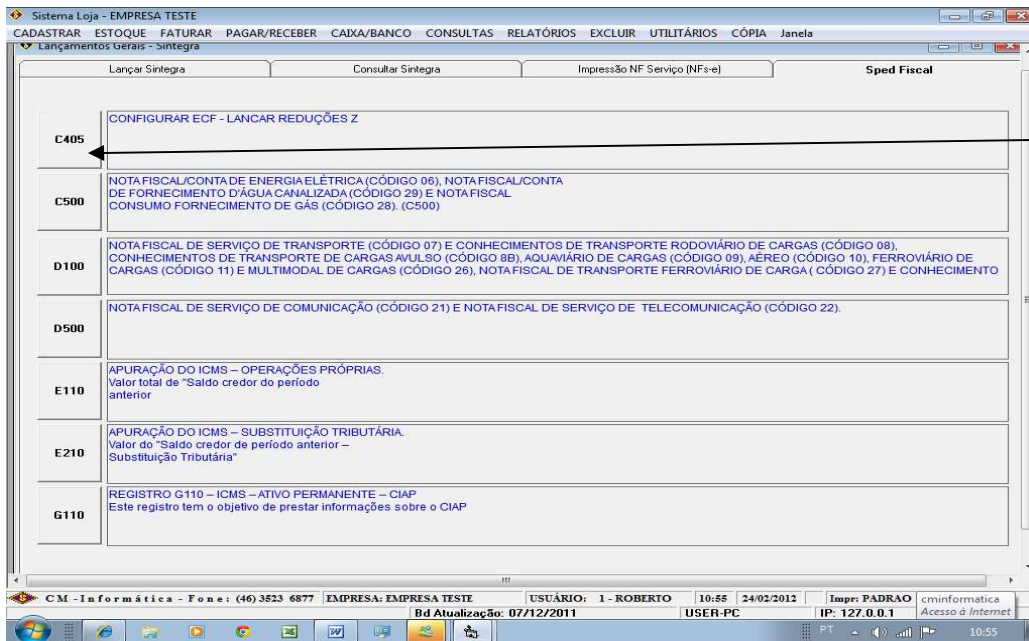 Sistema Loja - EMPRESA TESTE
CADASTRAR ESTOQUE FATURAR PAGAR/RECEBER CAIXA/BANCO CONSULTAS RELATÓRIOS EXCLUIR UTILITÁRIOS CÓPIA Janela
Lançamentos Gerais - Sintegra
Lançar Sintegra Consultar Sintegra Impressão NF Serviço (NFs-e) Sped Fiscal
C405
CONFIGURAR ECF - LANCAR REDUÇÕES Z
C500
NOTA FISCAL/CONTA DE ENERGIA ELÉTRICA (CÓDIGO 06), NOTA FISCAL/CONTA
DE FORNECIMENTO D'ÁGUA CANALIZADA (CÓDIGO 29) E NOTA FISCAL
CONSUMO FORNECIMENTO DE GÁS (CÓDIGO 28). (C500)
D100
NOTA FISCAL DE SERVIÇO DE TRANSPORTE (CÓDIGO 07) E CONHECIMENTOS DE TRANSPORTE RODOVIÁRIO DE CARGAS (CÓDIGO 08),
CONHECIMENTOS DE TRANSPORTE DE CARGAS AVULSO (CÓDIGO 8B), AQUAVIÁRIO DE CARGAS (CÓDIGO 09), AÉREO (CÓDIGO 10), FERROVIÁRIO DE
CARGAS (CÓDIGO 11) E MULTIMODAL DE CARGAS (CÓDIGO 26), NOTA FISCAL DE TRANSPORTE FERROVIÁRIO DE CARGA ( CÓDIGO 27) E CONHECIMENTO
D500
NOTA FISCAL DE SERVIÇO DE COMUNICAÇÃO (CÓDIGO 21) E NOTA FISCAL DE SERVIÇO DE TELECOMUNICAÇÃO (CÓDIGO 22).
E110
APURAÇÃO DO ICMS – OPERAÇÕES PRÓPRIAS.
Valor total de "Saldo credor do período
anterior
E210
APURAÇÃO DO ICMS – SUBSTITUIÇÃO TRIBUTÁRIA.
Valor do "Saldo credor de período anterior –
Substituição Tributária"
G110
REGISTRO G110 – ICMS – ATIVO PERMANENTE – CIAP
Este registro tem o objetivo de prestar informações sobre o CIAP
CM -Informática - Fone: (46) 3523 6877 EMPRESA: EMPRESA TESTE USUÁRIO: 1 - ROBERTO 10:55 24/02/2012 Impr: PADRAO
Bd Atualização: 07/12/2011 USER-PC IP: 127.0.0.1
cminformatica
Acesso à Internet
PT 10:55